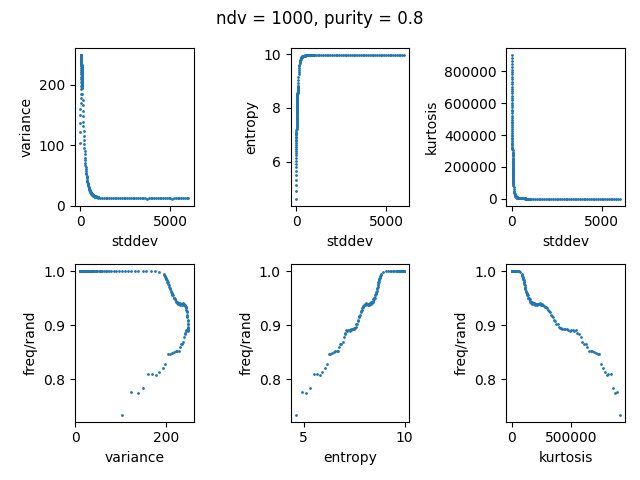 ndv = 1000, purity = 0.8
variance
200
100
0
0 5000
stddev
entropy
10
8
6
0 5000
stddev
kurtosis
800000
600000
400000
200000
0
0 5000
stddev
freq/rand
1.0
0.9
0.8
0 200
variance
freq/rand
1.0
0.9
0.8
5 10
entropy
freq/rand
1.0
0.9
0.8
0 500000
kurtosis